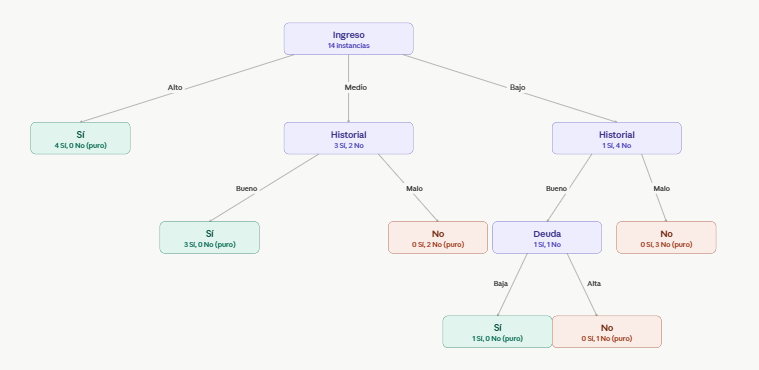 Ingreso
14 instancias
Alto
Medio
Bajo
Sí
4 Sí, 0 No (puro)
Historial
3 Sí, 2 No
Historial
1 Sí, 4 No
Bueno
Malo
Bueno
Malo
Sí
3 Sí, 0 No (puro)
No
0 Sí, 2 No (puro)
Deuda
1 Sí, 1 No
No
0 Sí, 3 No (puro)
Baja
Alta
Sí
1 Sí, 0 No (puro)
No
0 Sí, 1 No (puro)